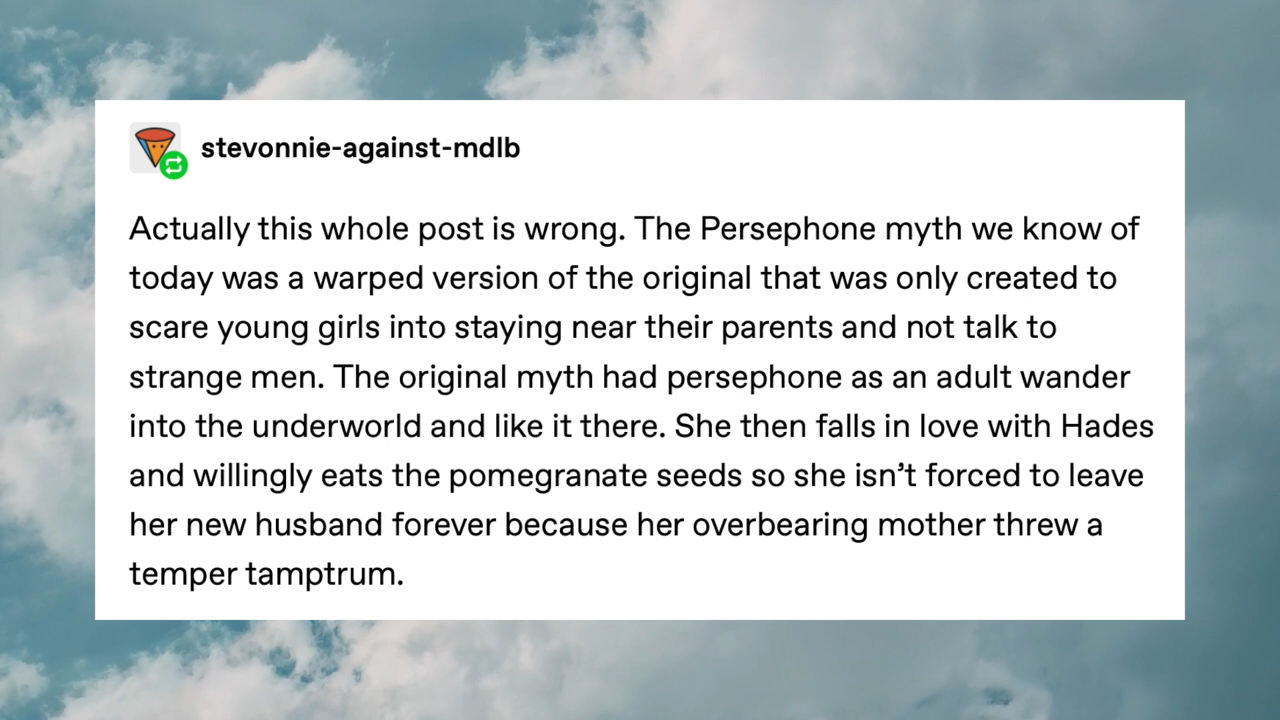 stevonnie-against-mdlb
Actually this whole post is wrong. The Persephone myth we know of
today was a warped version of the original that was only created to
scare young girls into staying near their parents and not talk to
strange men. The original myth had persephone as an adult wander
into the underworld and like it there. She then falls in love with Hades
and willingly eats the pomegranate seeds so she isn’t forced to leave
her new husband forever because her overbearing mother threw a
temper tamptrum.